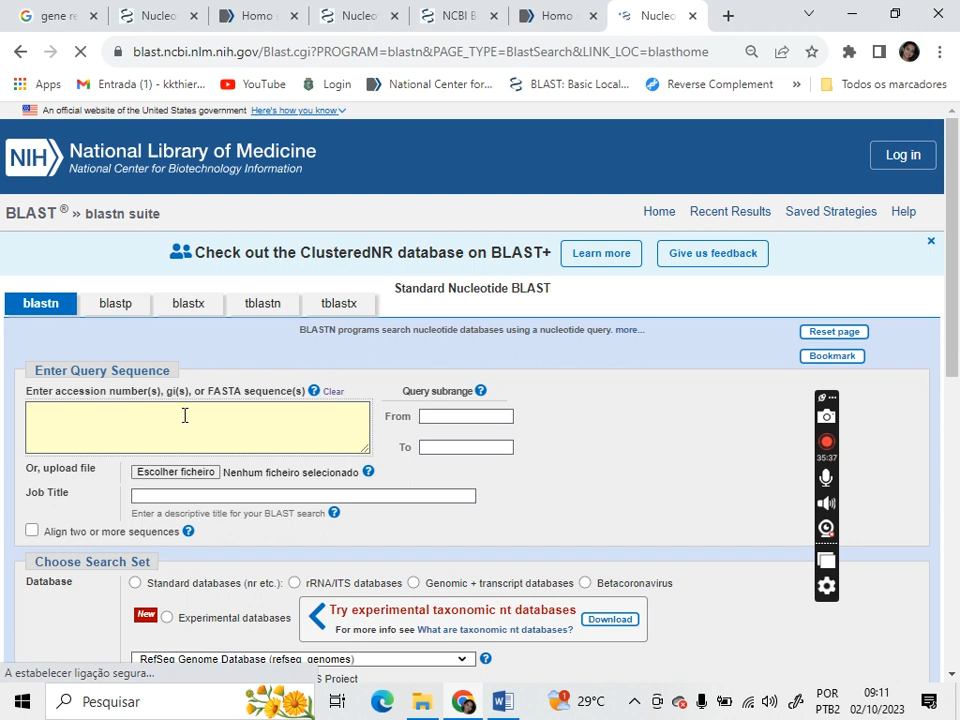 gene re
Nucleo
Homo s
Nucleo
NCBI B
Homo s
Nucleo
blast.ncbi.nlm.nih.gov/Blast.cgi?PROGRAM=blastn&PAGE_TYPE=BlastSearch&LINK_LOC=blasthome
Apps
Entrada (1) - kkthier...
YouTube
Login
National Center for...
BLAST: Basic Local...
Reverse Complement
»
Todos os marcadores
An official website of the United States government Here's how you know
NIH National Library of Medicine
National Center for Biotechnology Information
Log in
BLAST ® » blastn suite
Home
Recent Results
Saved Strategies
Help
Check out the ClusteredNR database on BLAST+
Learn more
Give us feedback
Standard Nucleotide BLAST
blastn
blastp
blastx
tblastn
tblastx
BLASTN programs search nucleotide databases using a nucleotide query. more...
Reset page
Bookmark
Enter Query Sequence
Enter accession number(s), gi(s), or FASTA sequence(s) ? Clear
Query subrange ?
From
To
Or, upload file
Escolher ficheiro Nenhum ficheiro selecionado ?
Job Title
Enter a descriptive title for your BLAST search ?
Align two or more sequences ?
35:37
Choose Search Set
Database
Standard databases (nr etc.):
rRNA/ITS databases
Genomic + transcript databases
Betacoronavirus
New
Experimental databases
Try experimental taxonomic nt databases
For more info see What are taxonomic nt databases?
Download
RefSeq Genome Database (refseq_genomes)
?
A estabelecer ligação segura...
S Project
Pesquisar
1
29°C
POR
PTB2
09:11
02/10/2023